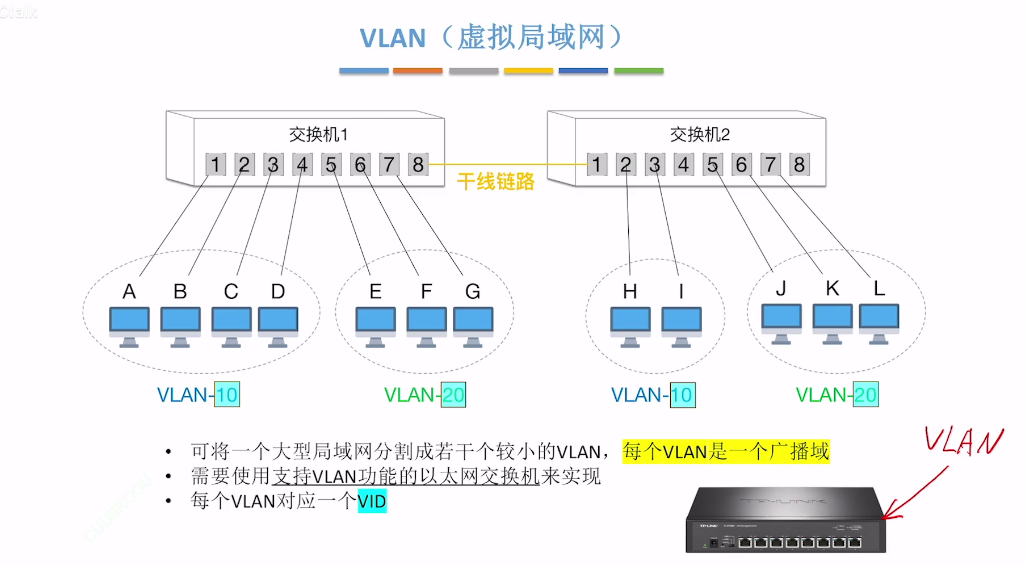 VLAN（虚拟局域网）
交换机1
交换机2
1 2 3 4 5 6 7 8
1 2 3 4 5 6 7 8
干线链路
A B C D
E F G
H I
J K L
VLAN-10
VLAN-20
VLAN-10
VLAN-20
VLAN
• 可将一个大型局域网分割成若干个较小的VLAN，每个VLAN是一个广播域
• 需要使用支持VLAN功能的以太网交换机来实现
• 每个VLAN对应一个VID
TP-LINK
TP-LINK